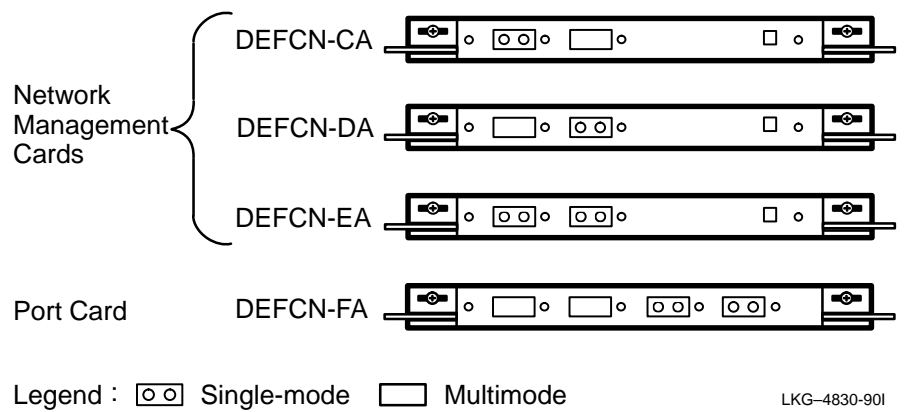 DEFCN-CA
Network
Management
Cards
DEFCN-DA
DEFCN-EA
Port Card DEFCN-FA
Legend : Single-mode Multimode
LKG–4830-90I